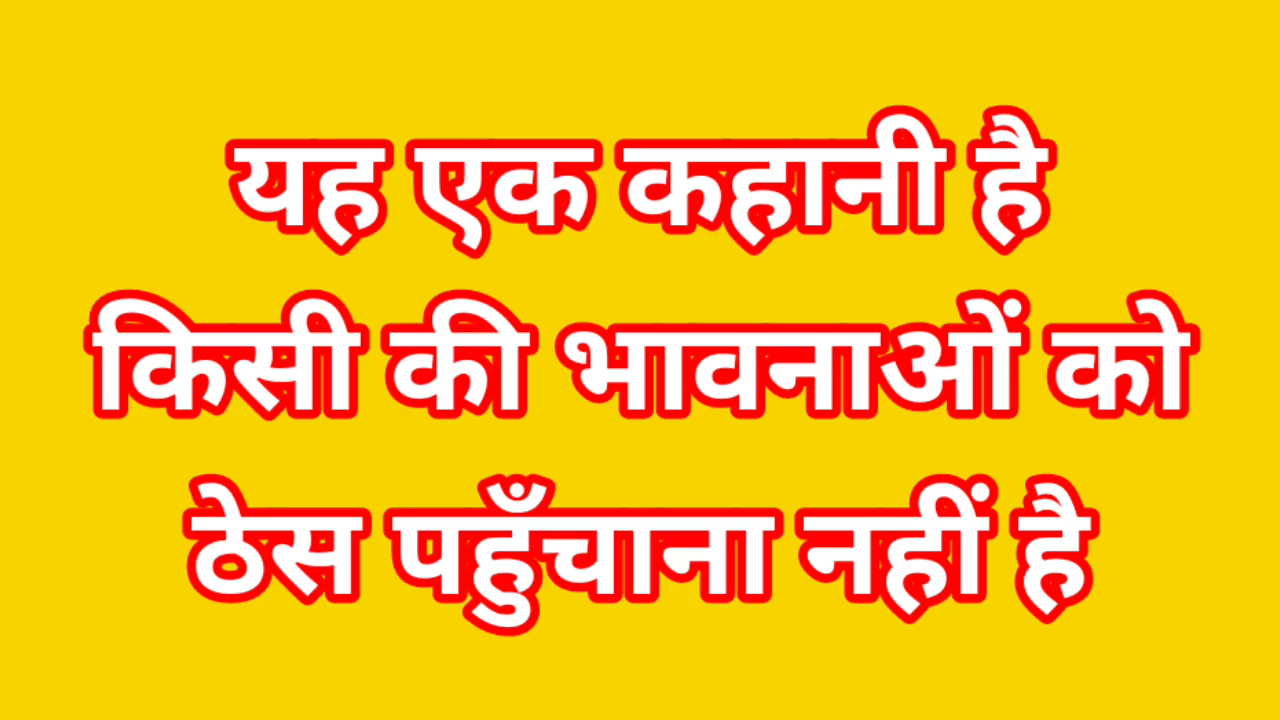 यह एक कहानी है
किसी की भावनाओं को
ठेस पहुँचाना नहीं है